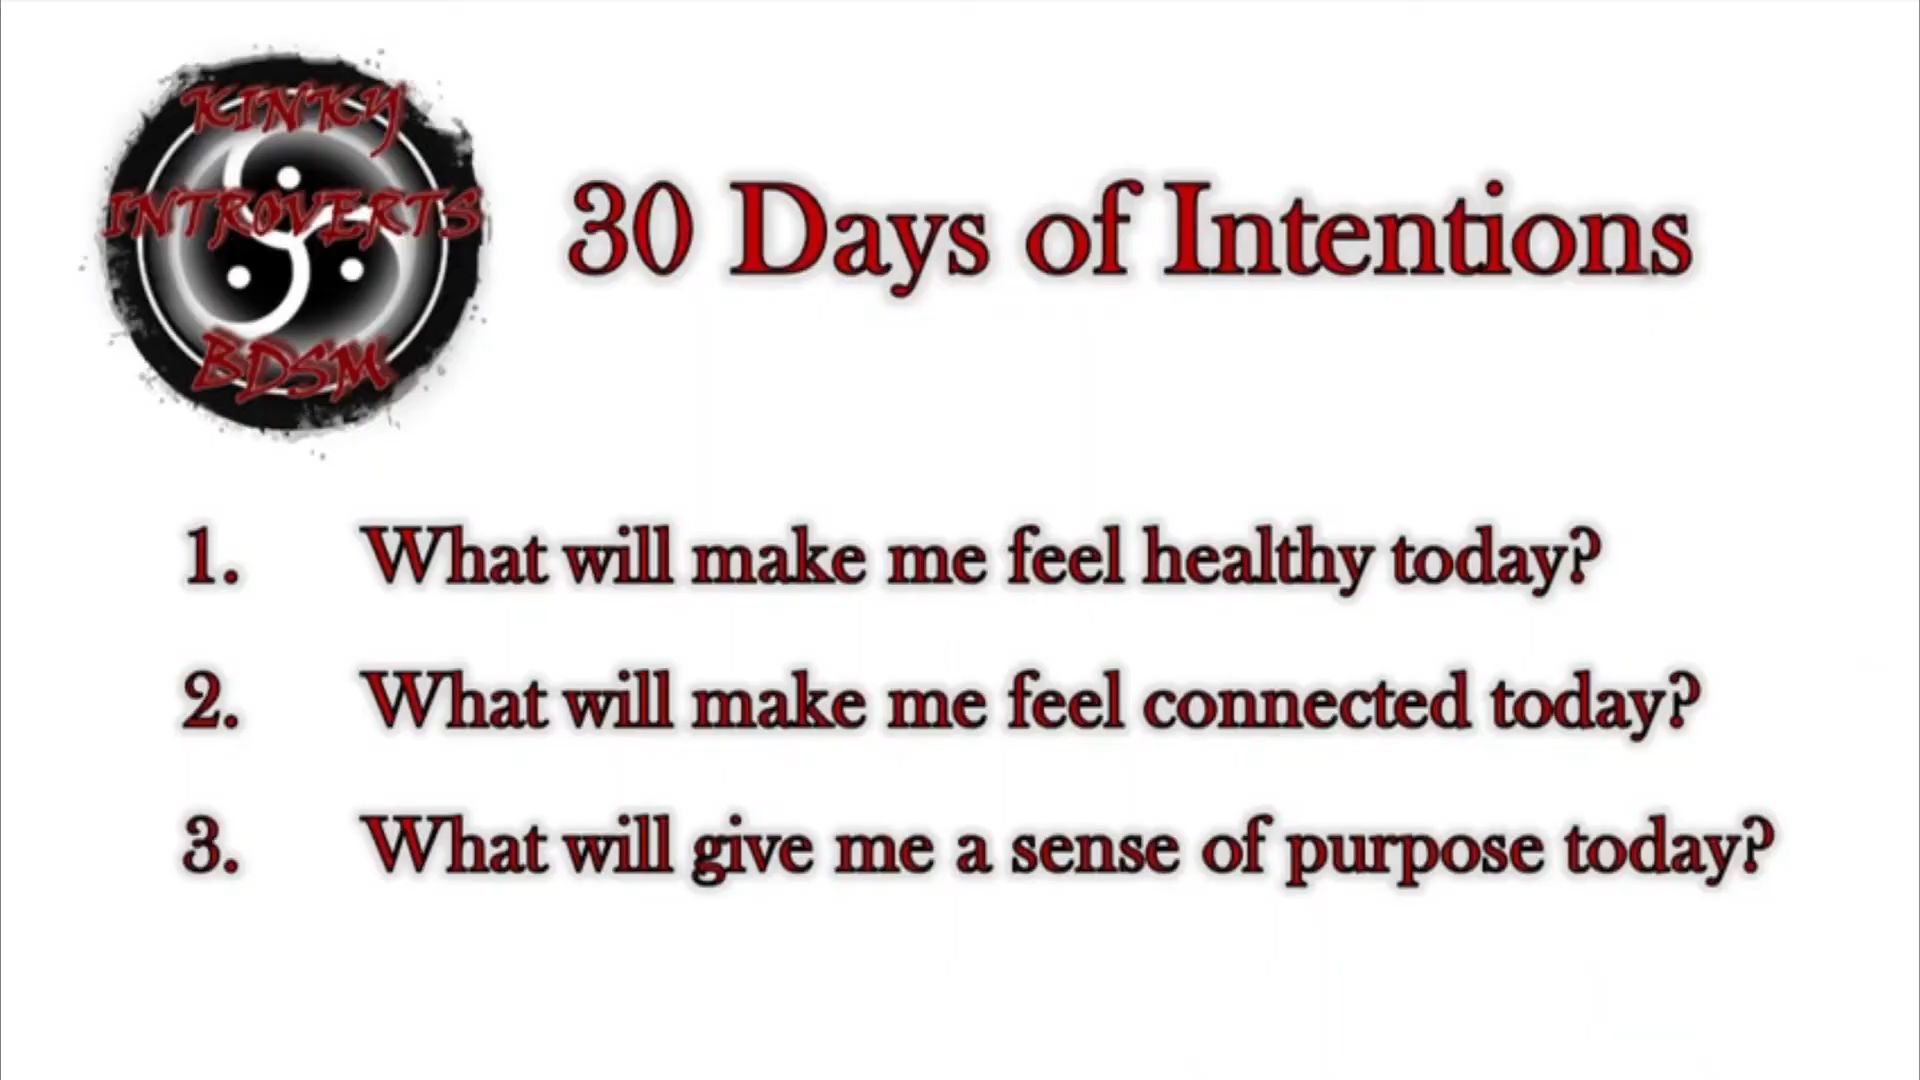 KINKY
INTROVERTS
BDSM
30 Days of Intentions
1. What will make me feel healthy today?
2. What will make me feel connected today?
3. What will give me a sense of purpose today?